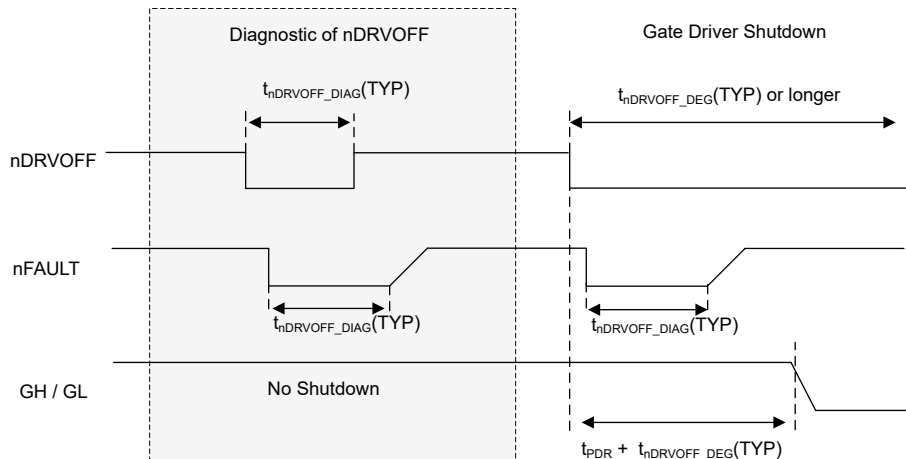 Diagnostic of nDRVOFF
Gate Driver Shutdown
tnDRVOFF_DIAG(TYP)
tnDRVOFF_DEG(TYP) or longer
nDRVOFF
nFAULT
tnDRVOFF_DIAG(TYP)
tnDRVOFF_DIAG(TYP)
GH / GL
No Shutdown
tPDR + tnDRVOFF_DEG(TYP)